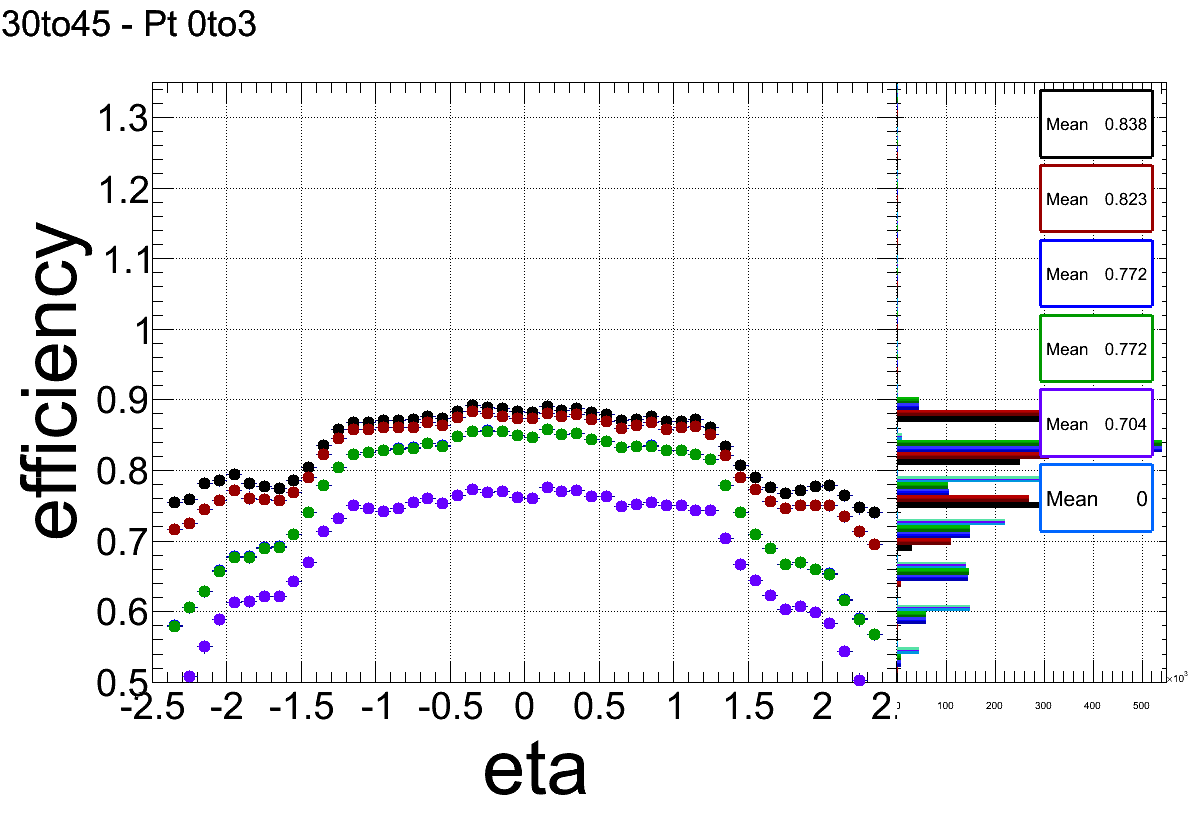 30to45 - Pt 0to3
efficiency
1.3
1.2
1.1
1
0.9
0.8
0.7
0.6
0.5
-2.5 -2 -1.5 -1 -0.5 0 0.5 1 1.5 2 2.
eta
Mean 0.838
Mean 0.823
Mean 0.772
Mean 0.772
Mean 0.704
Mean 0
100 200 300 400 500
×10³